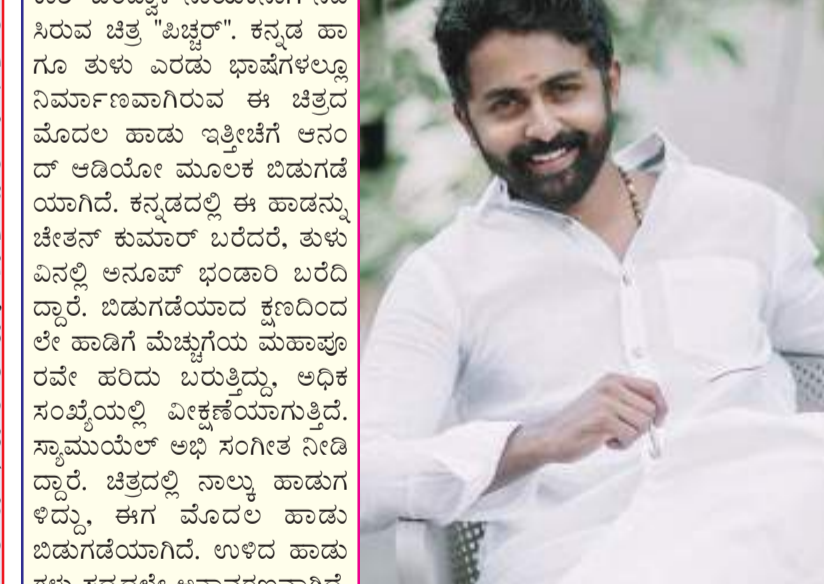 ಸಿರುವ ಚಿತ್ರ "ಪಿಚ್ಚರ್". ಕನ್ನಡ ಹಾ
ಗೂ ತುಳು ಎರಡು ಭಾಷೆಗಳಲ್ಲೂ
ನಿರ್ಮಾಣವಾಗಿರುವ ಈ ಚಿತ್ರದ
ಮೊದಲ ಹಾಡು ಇತ್ತೀಚೆಗೆ ಆನಂ
ದ್ ಆಡಿಯೋ ಮೂಲಕ ಬಿಡುಗಡೆ
ಯಾಗಿದೆ. ಕನ್ನಡದಲ್ಲಿ ಈ ಹಾಡನ್ನು
ಚೇತನ್ ಕುಮಾರ್ ಬರೆದರೆ, ತುಳು
ವಿನಲ್ಲಿ ಅನೂಪ್ ಭಂಡಾರಿ ಬರೆದಿ
ದ್ದಾರೆ. ಬಿಡುಗಡೆಯಾದ ಕ್ಷಣದಿಂದ
ಲೇ ಹಾಡಿಗೆ ಮೆಚ್ಚುಗೆಯ ಮಹಾಪೂ
ರವೇ ಹರಿದು ಬರುತ್ತಿದ್ದು, ಅಧಿಕ
ಸಂಖ್ಯೆಯಲ್ಲಿ ವೀಕ್ಷಣೆಯಾಗುತ್ತಿದೆ.
ಸ್ಯಾಮುಯೆಲ್ ಅಭಿ ಸಂಗೀತ ನೀಡಿ
ದ್ದಾರೆ. ಚಿತ್ರದಲ್ಲಿ ನಾಲ್ಕು ಹಾಡುಗ
ಳಿದ್ದು, ಈಗ ಮೊದಲ ಹಾಡು
ಬಿಡುಗಡೆಯಾಗಿದೆ. ಉಳಿದ ಹಾಡು